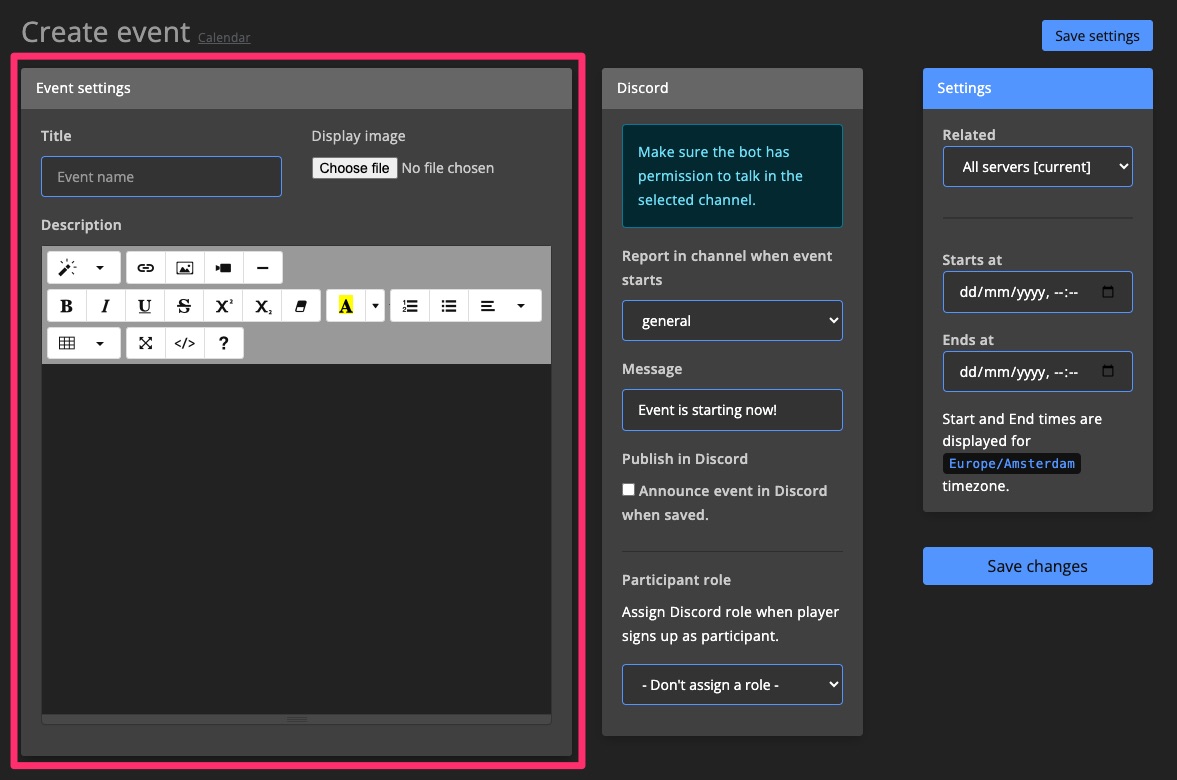 Create event Calendar
Save settings
Event settings
Title
Display image
Event name
Choose file No file chosen
Description
B I U S X² X₂ A
</> ?
Discord
Make sure the bot has
permission to talk in the
selected channel.
Report in channel when event
starts
general
Message
Event is starting now!
Publish in Discord
Announce event in Discord
when saved.
Participant role
Assign Discord role when player
signs up as participant.
- Don't assign a role -
Settings
Related
All servers [current]
Starts at
dd/mm/yyyy, --:--
Ends at
dd/mm/yyyy, --:--
Start and End times are
displayed for
Europe/Amsterdam
timezone.
Save changes